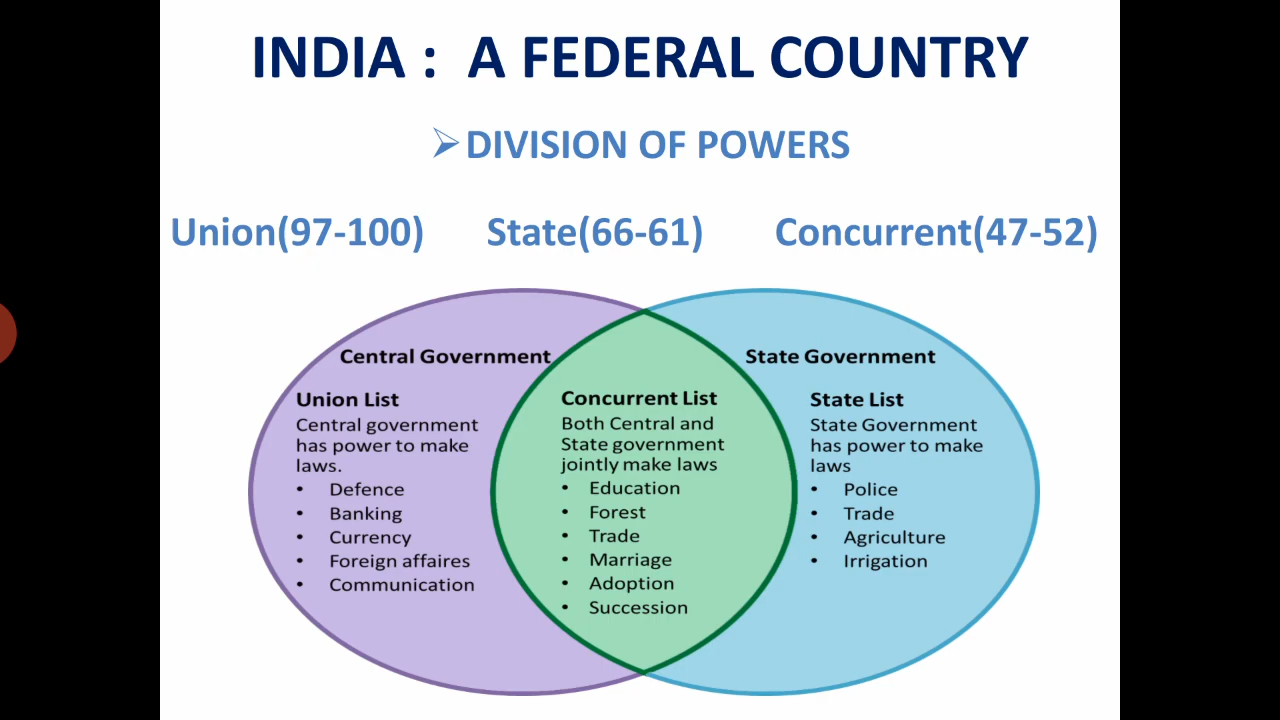 INDIA : A FEDERAL COUNTRY
➢DIVISION OF POWERS
Union(97-100) State(66-61) Concurrent(47-52)
Central Government
Union List
Central government
has power to make
laws.
• Defence
• Banking
• Currency
• Foreign affaires
• Communication
Concurrent List
Both Central and
State government
jointly make laws
• Education
• Forest
• Trade
• Marriage
• Adoption
• Succession
State Government
State List
State Government
has power to make
laws
• Police
• Trade
• Agriculture
• Irrigation